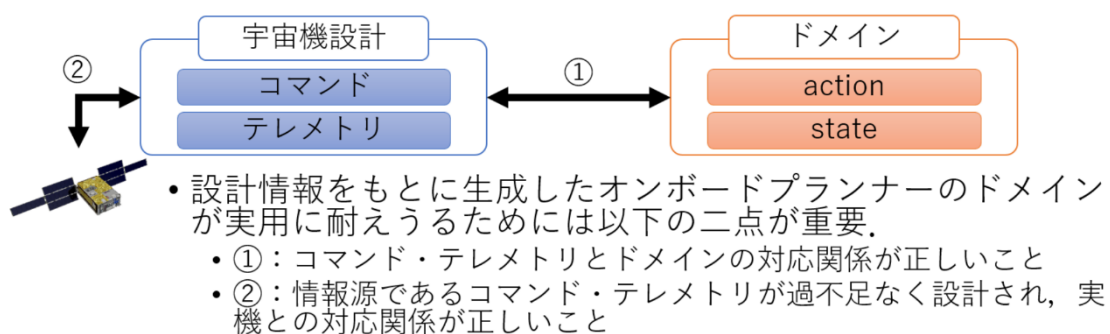 宇宙機設計
ドメイン
②
①
コマンド
action
テレメトリ
state
• 設計情報をもとに生成したオンボードプランナーのドメイン
が実用に耐えうるためには以下の二点が重要.
• ①：コマンド・テレメトリとドメインの対応関係が正しいこと
• ②：情報源であるコマンド・テレメトリが過不足なく設計され，実
機との対応関係が正しいこと